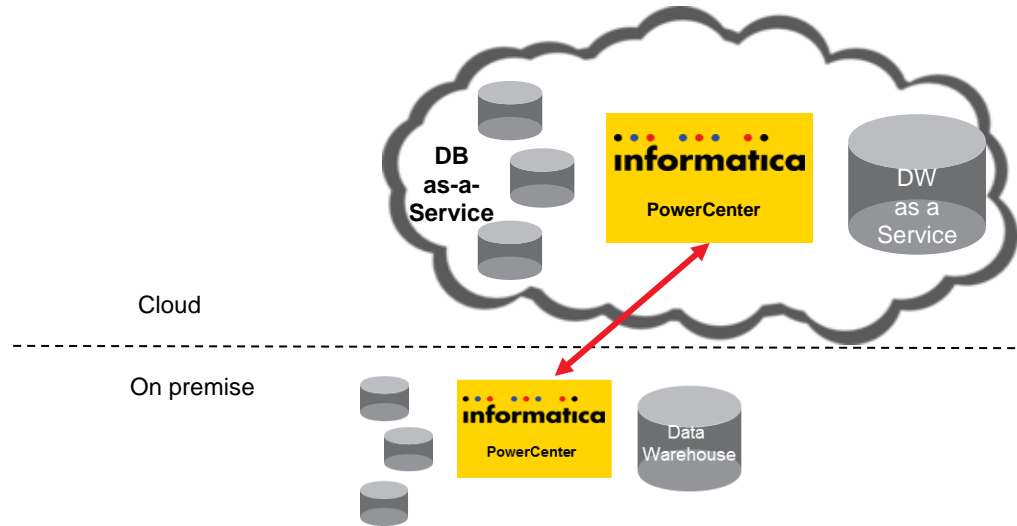 DB
as-a-
Service
informatica
PowerCenter
DW
as a
Service
Cloud
On premise
informatica
PowerCenter
Data
Warehouse